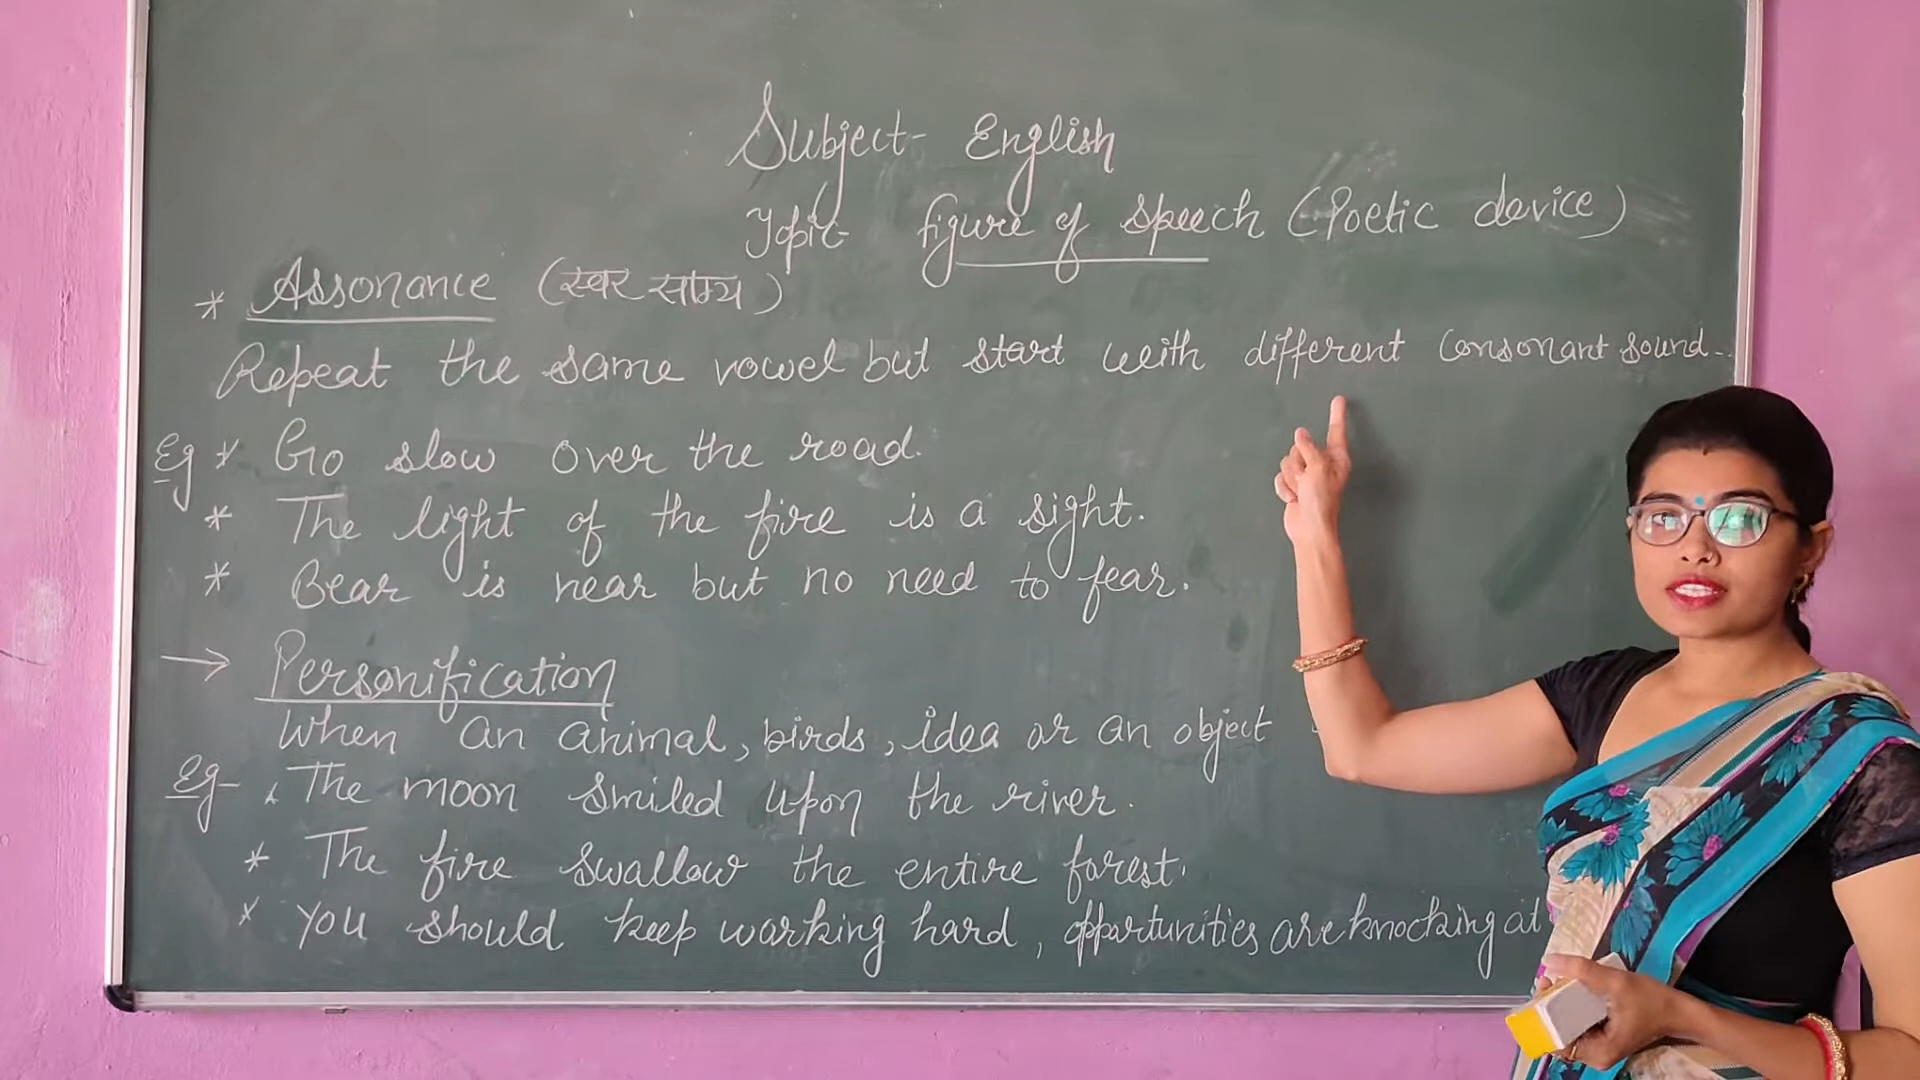 Subject- English
Topic- figure of speech (Poetic device)
* Assonance (स्वर साम्य)
Repeat the same vowel but start with different consonant sound..
Eg * Go slow over the road.
* The light of the fire is a sight.
* Bear is near but no need to fear.
→ Personification
When an animal, birds, idea or an object
Eg- * The moon smiled upon the river.
* The fire swallow the entire forest.
* You should keep working hard, opportunities are knocking at